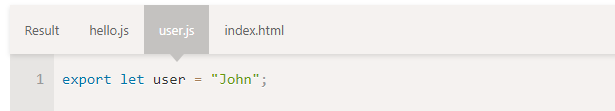 Result hello.js user.js index.html
1 export let user = "John";